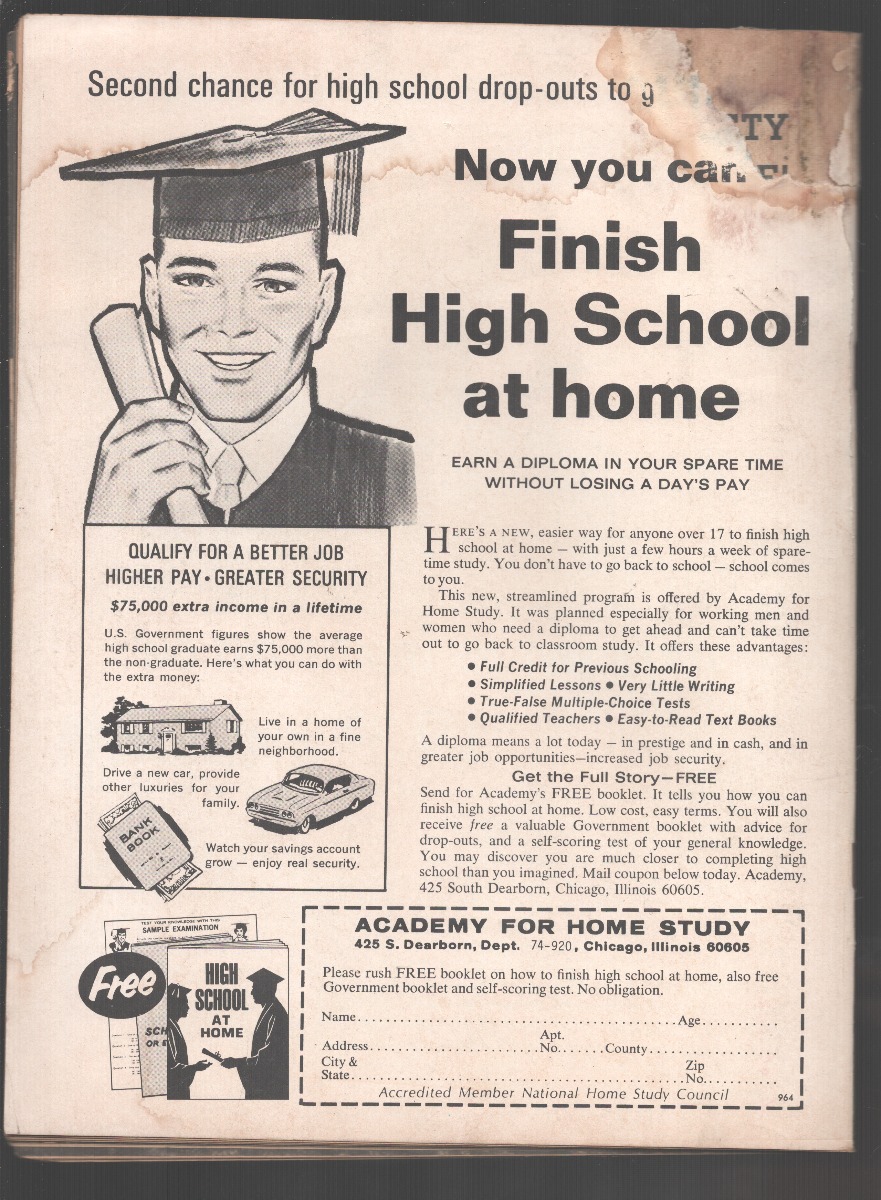 Second chance for high school drop-outs to
TY
Now you can
Finish
High School
at home
EARN A DIPLOMA IN YOUR SPARE TIME
WITHOUT LOSING A DAY'S PAY
QUALIFY FOR A BETTER JOB
HIGHER PAY • GREATER SECURITY
$75,000 extra income in a lifetime
U.S. Government figures show the average
high school graduate earns $75,000 more than
the non-graduate. Here's what you can do with
the extra money:
Live in a home of
your own in a fine
neighborhood.
Drive a new car, provide
other luxuries for your
family.
BANK
BOOK
Watch your savings account
grow — enjoy real security.
HERE'S A NEW, easier way for anyone over 17 to finish high
school at home — with just a few hours a week of spare-
time study. You don't have to go back to school — school comes
to you.
This new, streamlined program is offered by Academy for
Home Study. It was planned especially for working men and
women who need a diploma to get ahead and can't take time
out to go back to classroom study. It offers these advantages:
• Full Credit for Previous Schooling
• Simplified Lessons • Very Little Writing
• True-False Multiple-Choice Tests
• Qualified Teachers • Easy-to-Read Text Books
A diploma means a lot today — in prestige and in cash, and in
greater job opportunities—increased job security.
Get the Full Story—FREE
Send for Academy's FREE booklet. It tells you how you can
finish high school at home. Low cost, easy terms. You will also
receive free a valuable Government booklet with advice for
drop-outs, and a self-scoring test of your general knowledge.
You may discover you are much closer to completing high
school than you imagined. Mail coupon below today. Academy,
425 South Dearborn, Chicago, Illinois 60605.
TEST YOUR KNOWLEDGE WITH THIS
SAMPLE EXAMINATION
Free
SCH
OR E
HIGH
SCHOOL
AT
HOME
ACADEMY FOR HOME STUDY
425 S. Dearborn, Dept. 74-920, Chicago, Illinois 60605
Please rush FREE booklet on how to finish high school at home, also free
Government booklet and self-scoring test. No obligation.
Name........................................Age..........
Apt.
Address.....................No.......County.................
City & Zip
State..........................................No..........
Accredited Member National Home Study Council 964